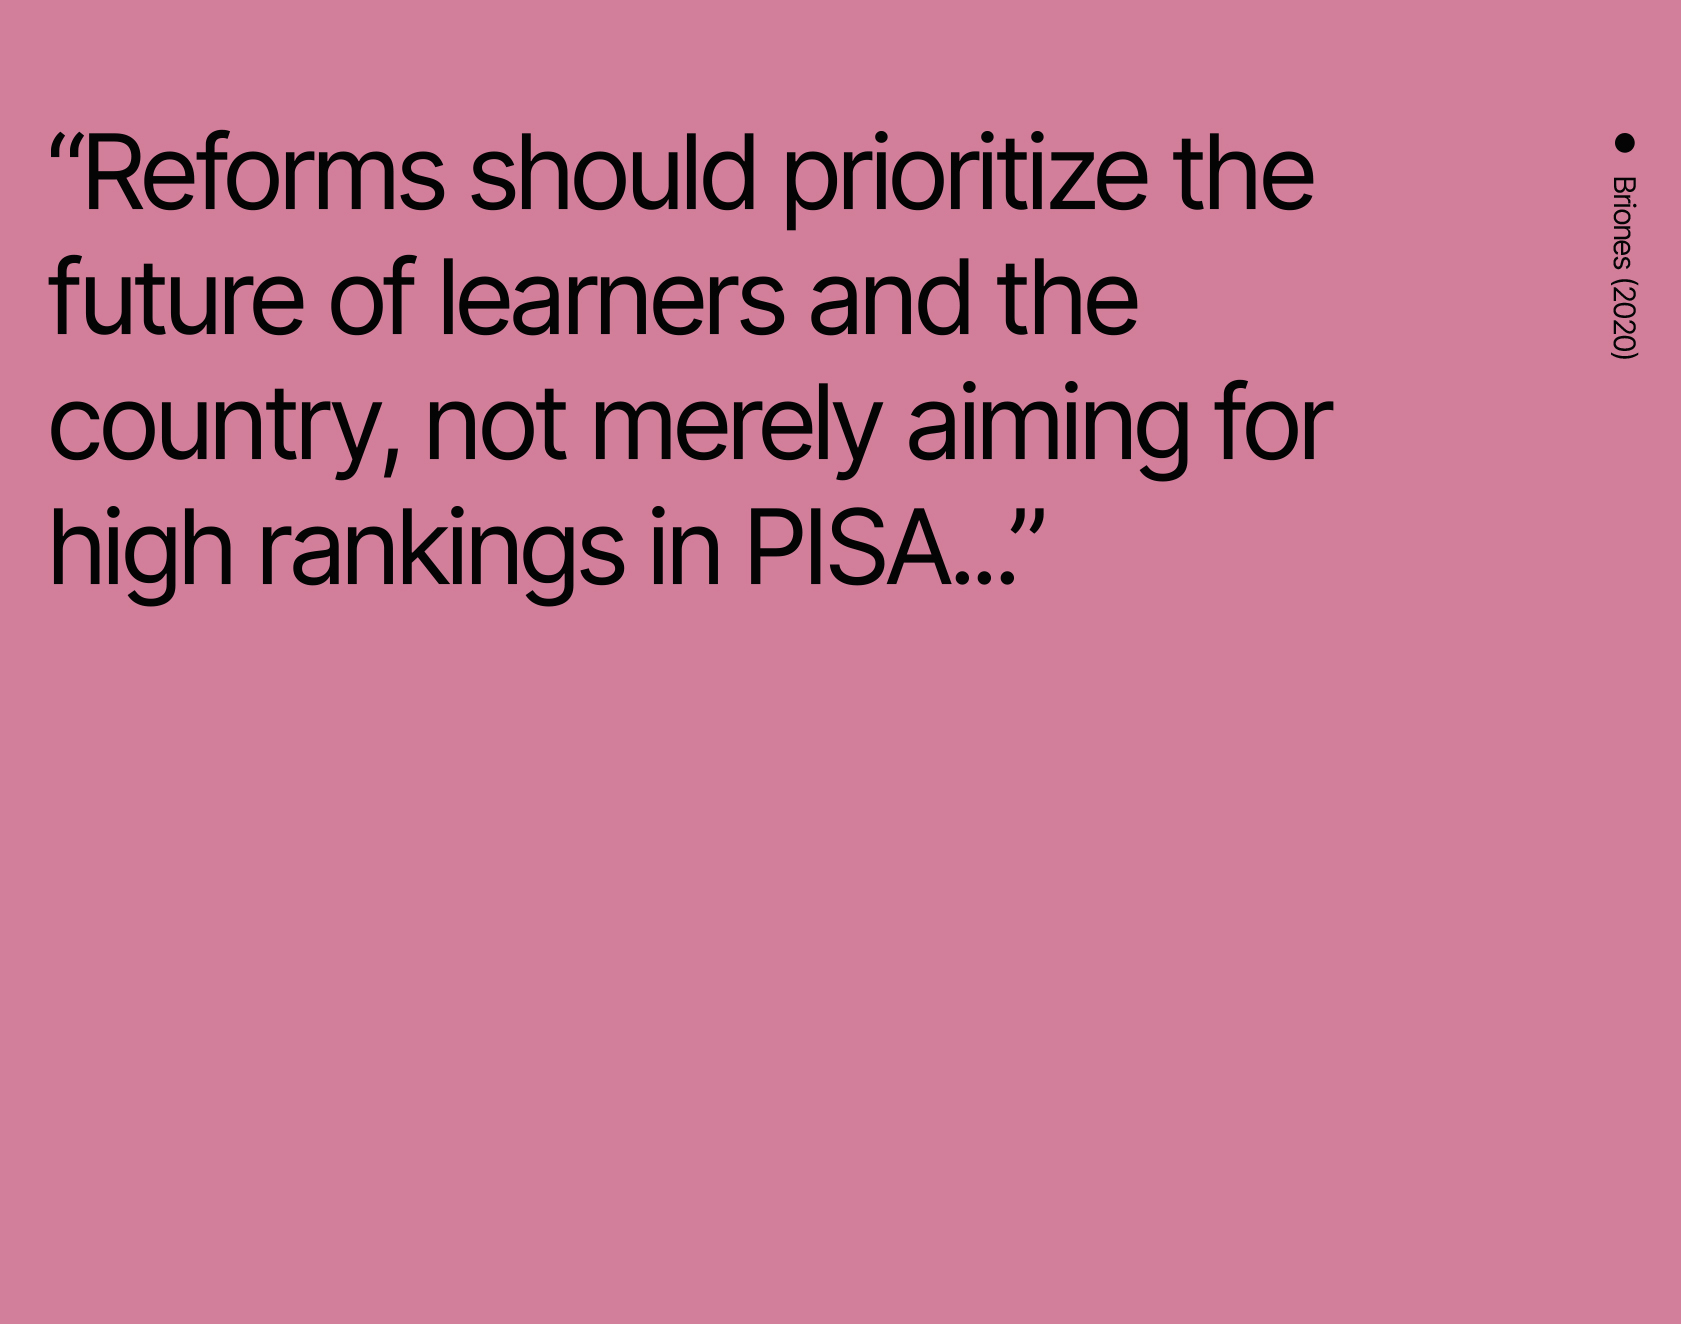 “Reforms should prioritize the
future of learners and the
country, not merely aiming for
high rankings in PISA...”
• Briones (2020)